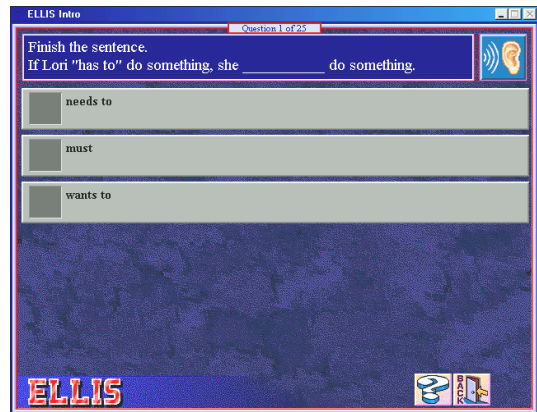 ELLIS Intro
Question 1 of 25
Finish the sentence.
If Lori "has to" do something, she ___________ do something.
needs to
must
wants to
ELLIS
BACK